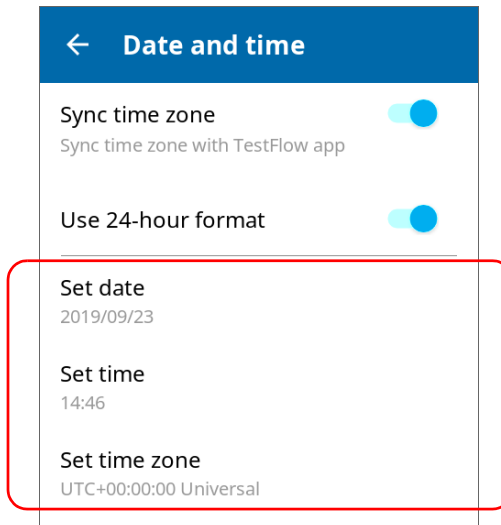 Date and time
Sync time zone
Sync time zone with TestFlow app
Use 24-hour format
Set date
2019/09/23
Set time
14:46
Set time zone
UTC+00:00:00 Universal